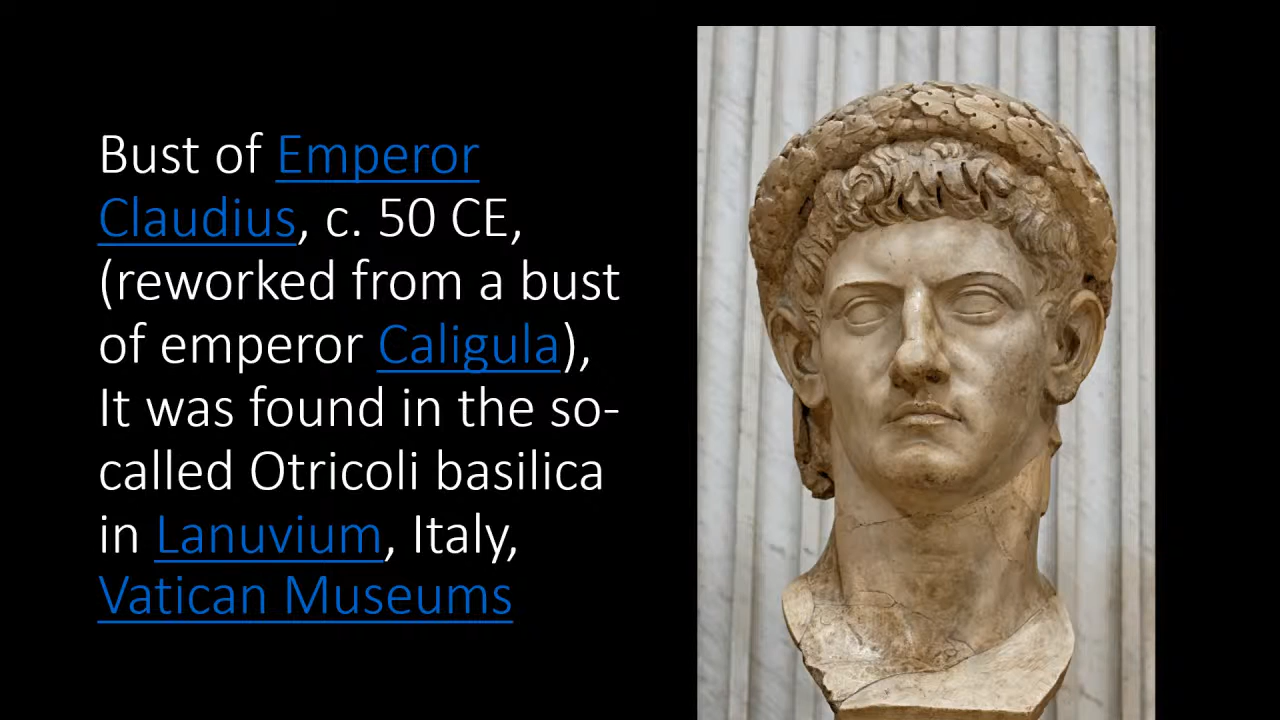 Bust of Emperor
Claudius, c. 50 CE,
(reworked from a bust
of emperor Caligula),
It was found in the so-
called Otricoli basilica
in Lanuvium, Italy,
Vatican Museums